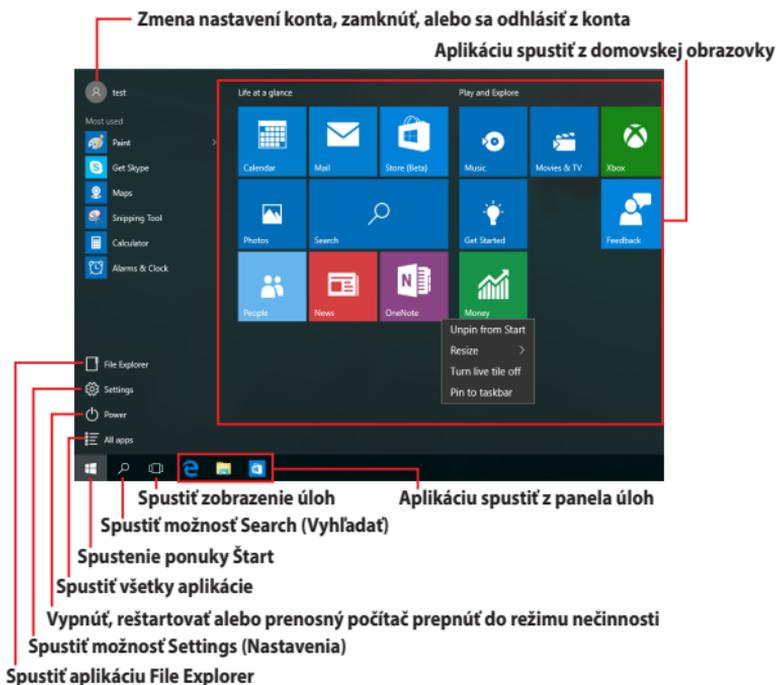 Zmena nastavení konta, zamknúť, alebo sa odhlásiť z konta
Aplikáciu spustiť z domovskej obrazovky
test
Life at a glance
Play and Explore
Most used
Paint
Get Skype
Maps
Snipping Tool
Calculator
Alarms & Clock
Calendar
Mail
Store (Beta)
Music
Movies & TV
Xbox
Photos
Search
Get Started
Feedback
People
News
OneNote
Money
Unpin from Start
Resize
Turn live tile off
Pin to taskbar
File Explorer
Settings
Power
All apps
Spustiť zobrazenie úloh
Aplikáciu spustiť z panela úloh
Spustiť možnosť Search (Vyhľadať)
Spustenie ponuky Štart
Spustiť všetky aplikácie
Vypnúť, reštartovať alebo prenosný počítač prepnúť do režimu nečinnosti
Spustiť možnosť Settings (Nastavenia)
Spustiť aplikáciu File Explorer